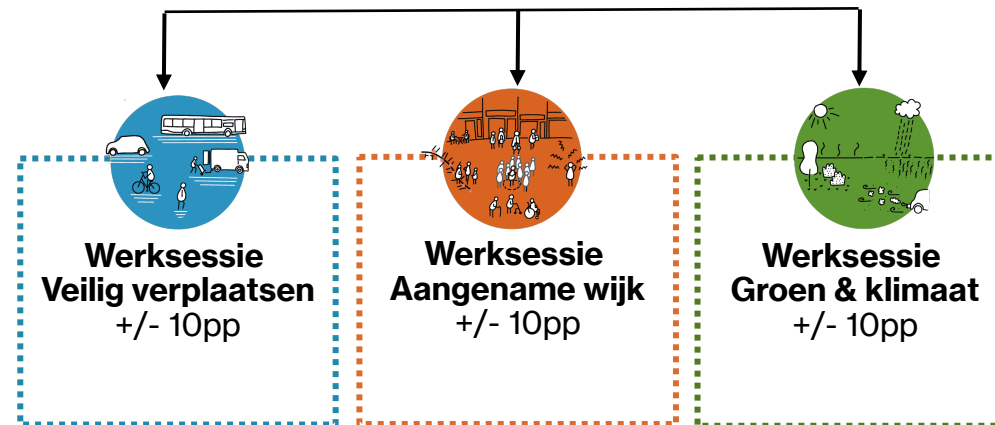 Werksessie
Veilig verplaatsen
+/- 10pp
Werksessie
Aangename wijk
+/- 10pp
Werksessie
Groen & klimaat
+/- 10pp